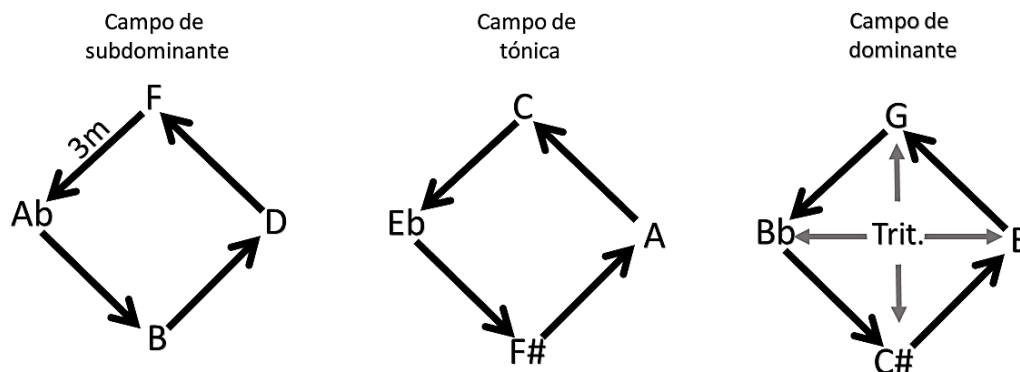 Campo de
subdominante
F
3m
Ab
D
B
Campo de
tónica
C
Eb
A
F#
Campo de
dominante
G
Bb
Trit.
E
C#